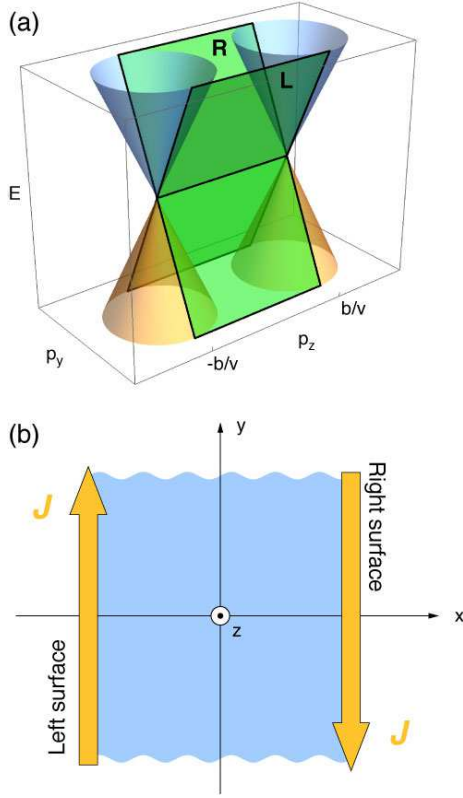 (a)
R
L
E
p_y
-b/v
p_z
b/v
(b)
y
J
Right surface
x
z
Left surface
J